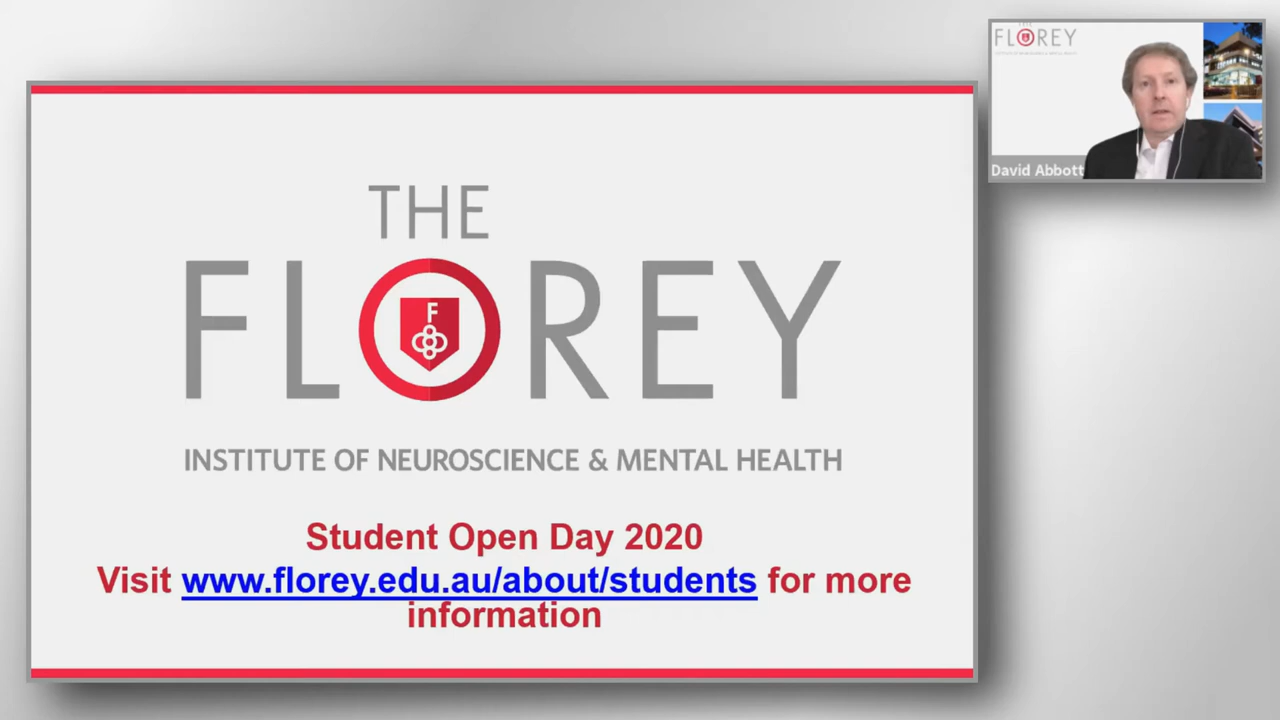 THE
FLOREY
INSTITUTE OF NEUROSCIENCE & MENTAL HEALTH
Student Open Day 2020
Visit www.florey.edu.au/about/students for more
information
FLOREY
David Abbott